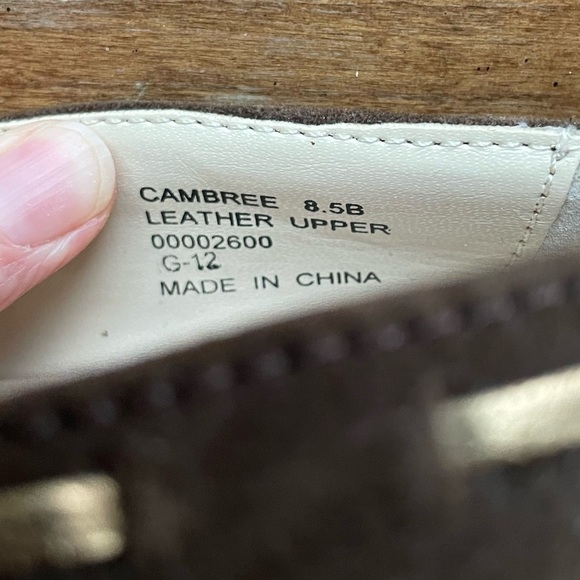 CAMBREE 8.5B
LEATHER UPPER
00002600
G-12
MADE IN CHINA